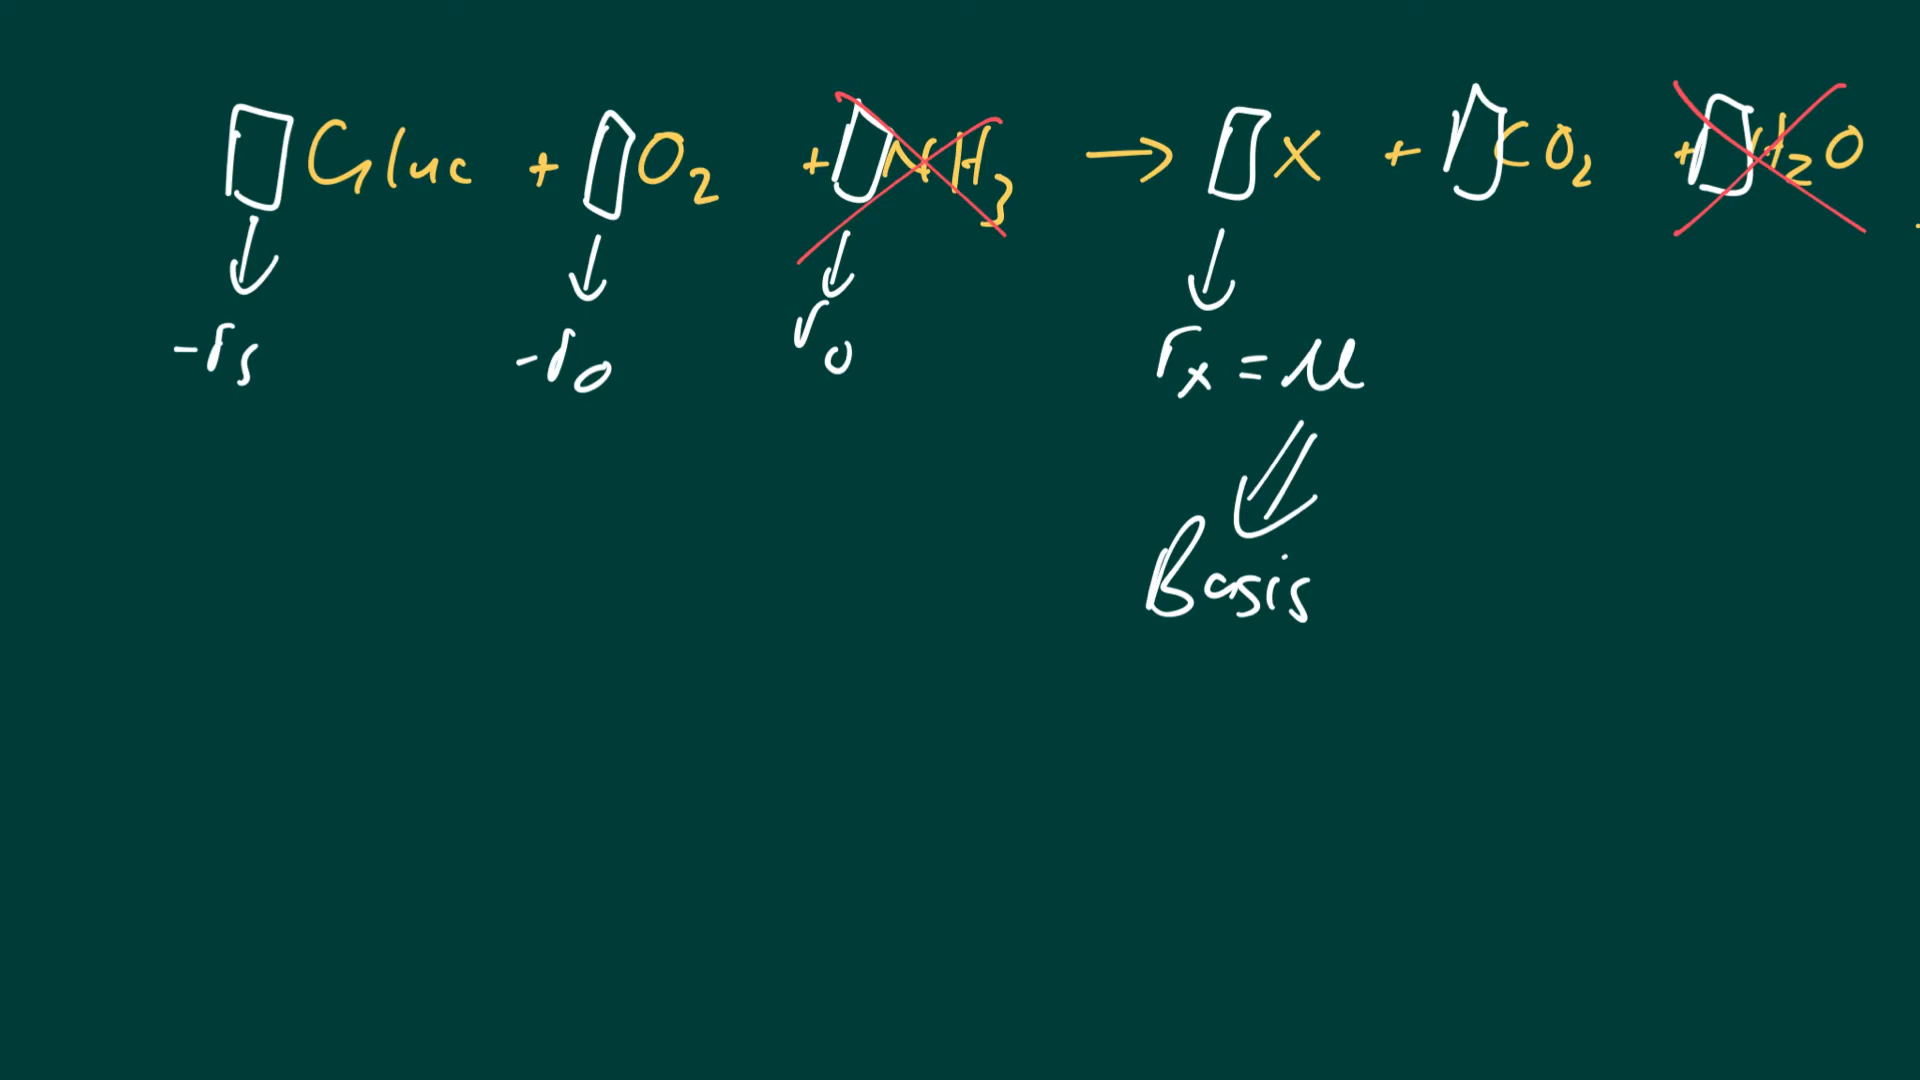 □ Gluc + □ O₂ + □ NH₃ → □ X + □ CO₂ + □ H₂O
-rs -ro ro rx = μ
Basis